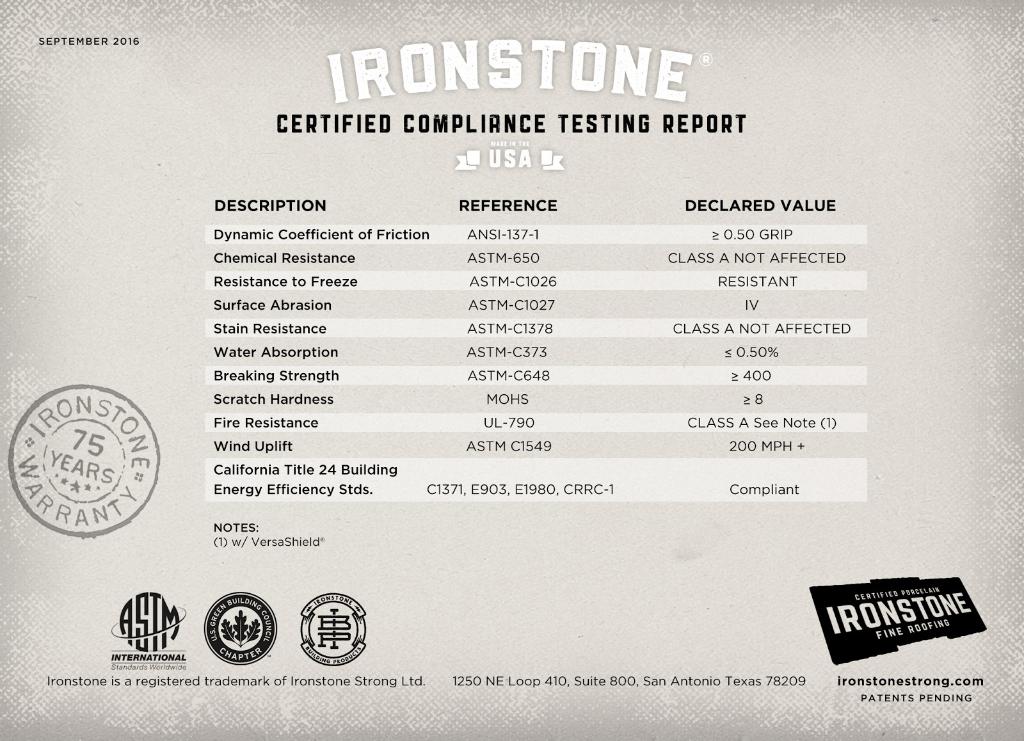 SEPTEMBER 2016
IRONSTONE®
CERTIFIED COMPLIANCE TESTING REPORT
MADE IN THE
USA
DESCRIPTION REFERENCE DECLARED VALUE
Dynamic Coefficient of Friction ANSI-137-1 ≥ 0.50 GRIP
Chemical Resistance ASTM-650 CLASS A NOT AFFECTED
Resistance to Freeze ASTM-C1026 RESISTANT
Surface Abrasion ASTM-C1027 IV
Stain Resistance ASTM-C1378 CLASS A NOT AFFECTED
Water Absorption ASTM-C373 ≤ 0.50%
Breaking Strength ASTM-C648 ≥ 400
Scratch Hardness MOHS ≥ 8
Fire Resistance UL-790 CLASS A See Note (1)
Wind Uplift ASTM C1549 200 MPH +
California Title 24 Building
Energy Efficiency Stds. C1371, E903, E1980, CRRC-1 Compliant
IRONSTONE
75
YEARS
WARRANTY
NOTES:
(1) w/ VersaShield®
ASTM
INTERNATIONAL
Standards Worldwide
U.S. GREEN BUILDING COUNCIL
CHAPTER™
IRONSTONE
BUILDING PRODUCTS
CERTIFIED PORCELAIN
IRONSTONE
FINE ROOFING
Ironstone is a registered trademark of Ironstone Strong Ltd. 1250 NE Loop 410, Suite 800, San Antonio Texas 78209 ironstonestrong.com
PATENTS PENDING